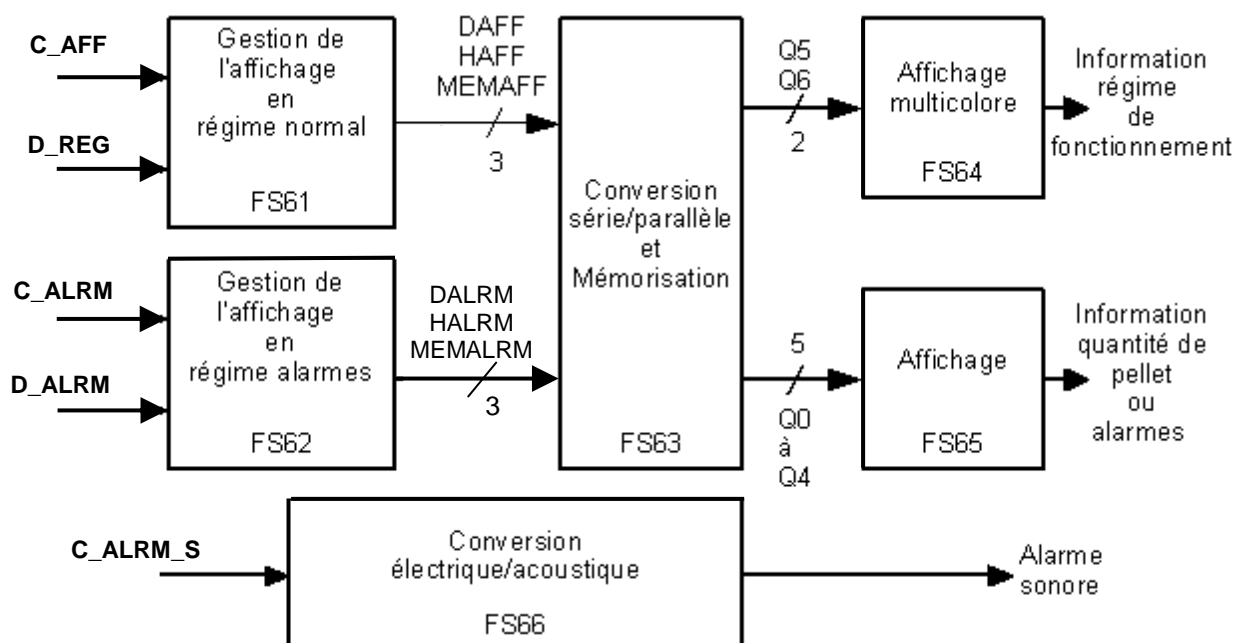 C_AFF
D_REG
Gestion de
l'affichage
en
régime normal
FS61
DAFF
HAFF
MEMAFF
3
C_ALRM
D_ALRM
Gestion de
l'affichage
en
régime alarmes
FS62
DALRM
HALRM
MEMALRM
3
Conversion
série/parallèle
et
Mémorisation
FS63
Q5
Q6
2
Affichage
multicolore
FS64
Information
régime
de
fonctionnement
5
Q0
à
Q4
Affichage
FS65
Information
quantité de
pellet
ou
alarmes
C_ALRM_S
Conversion
électrique/acoustique
FS66
Alarme
sonore